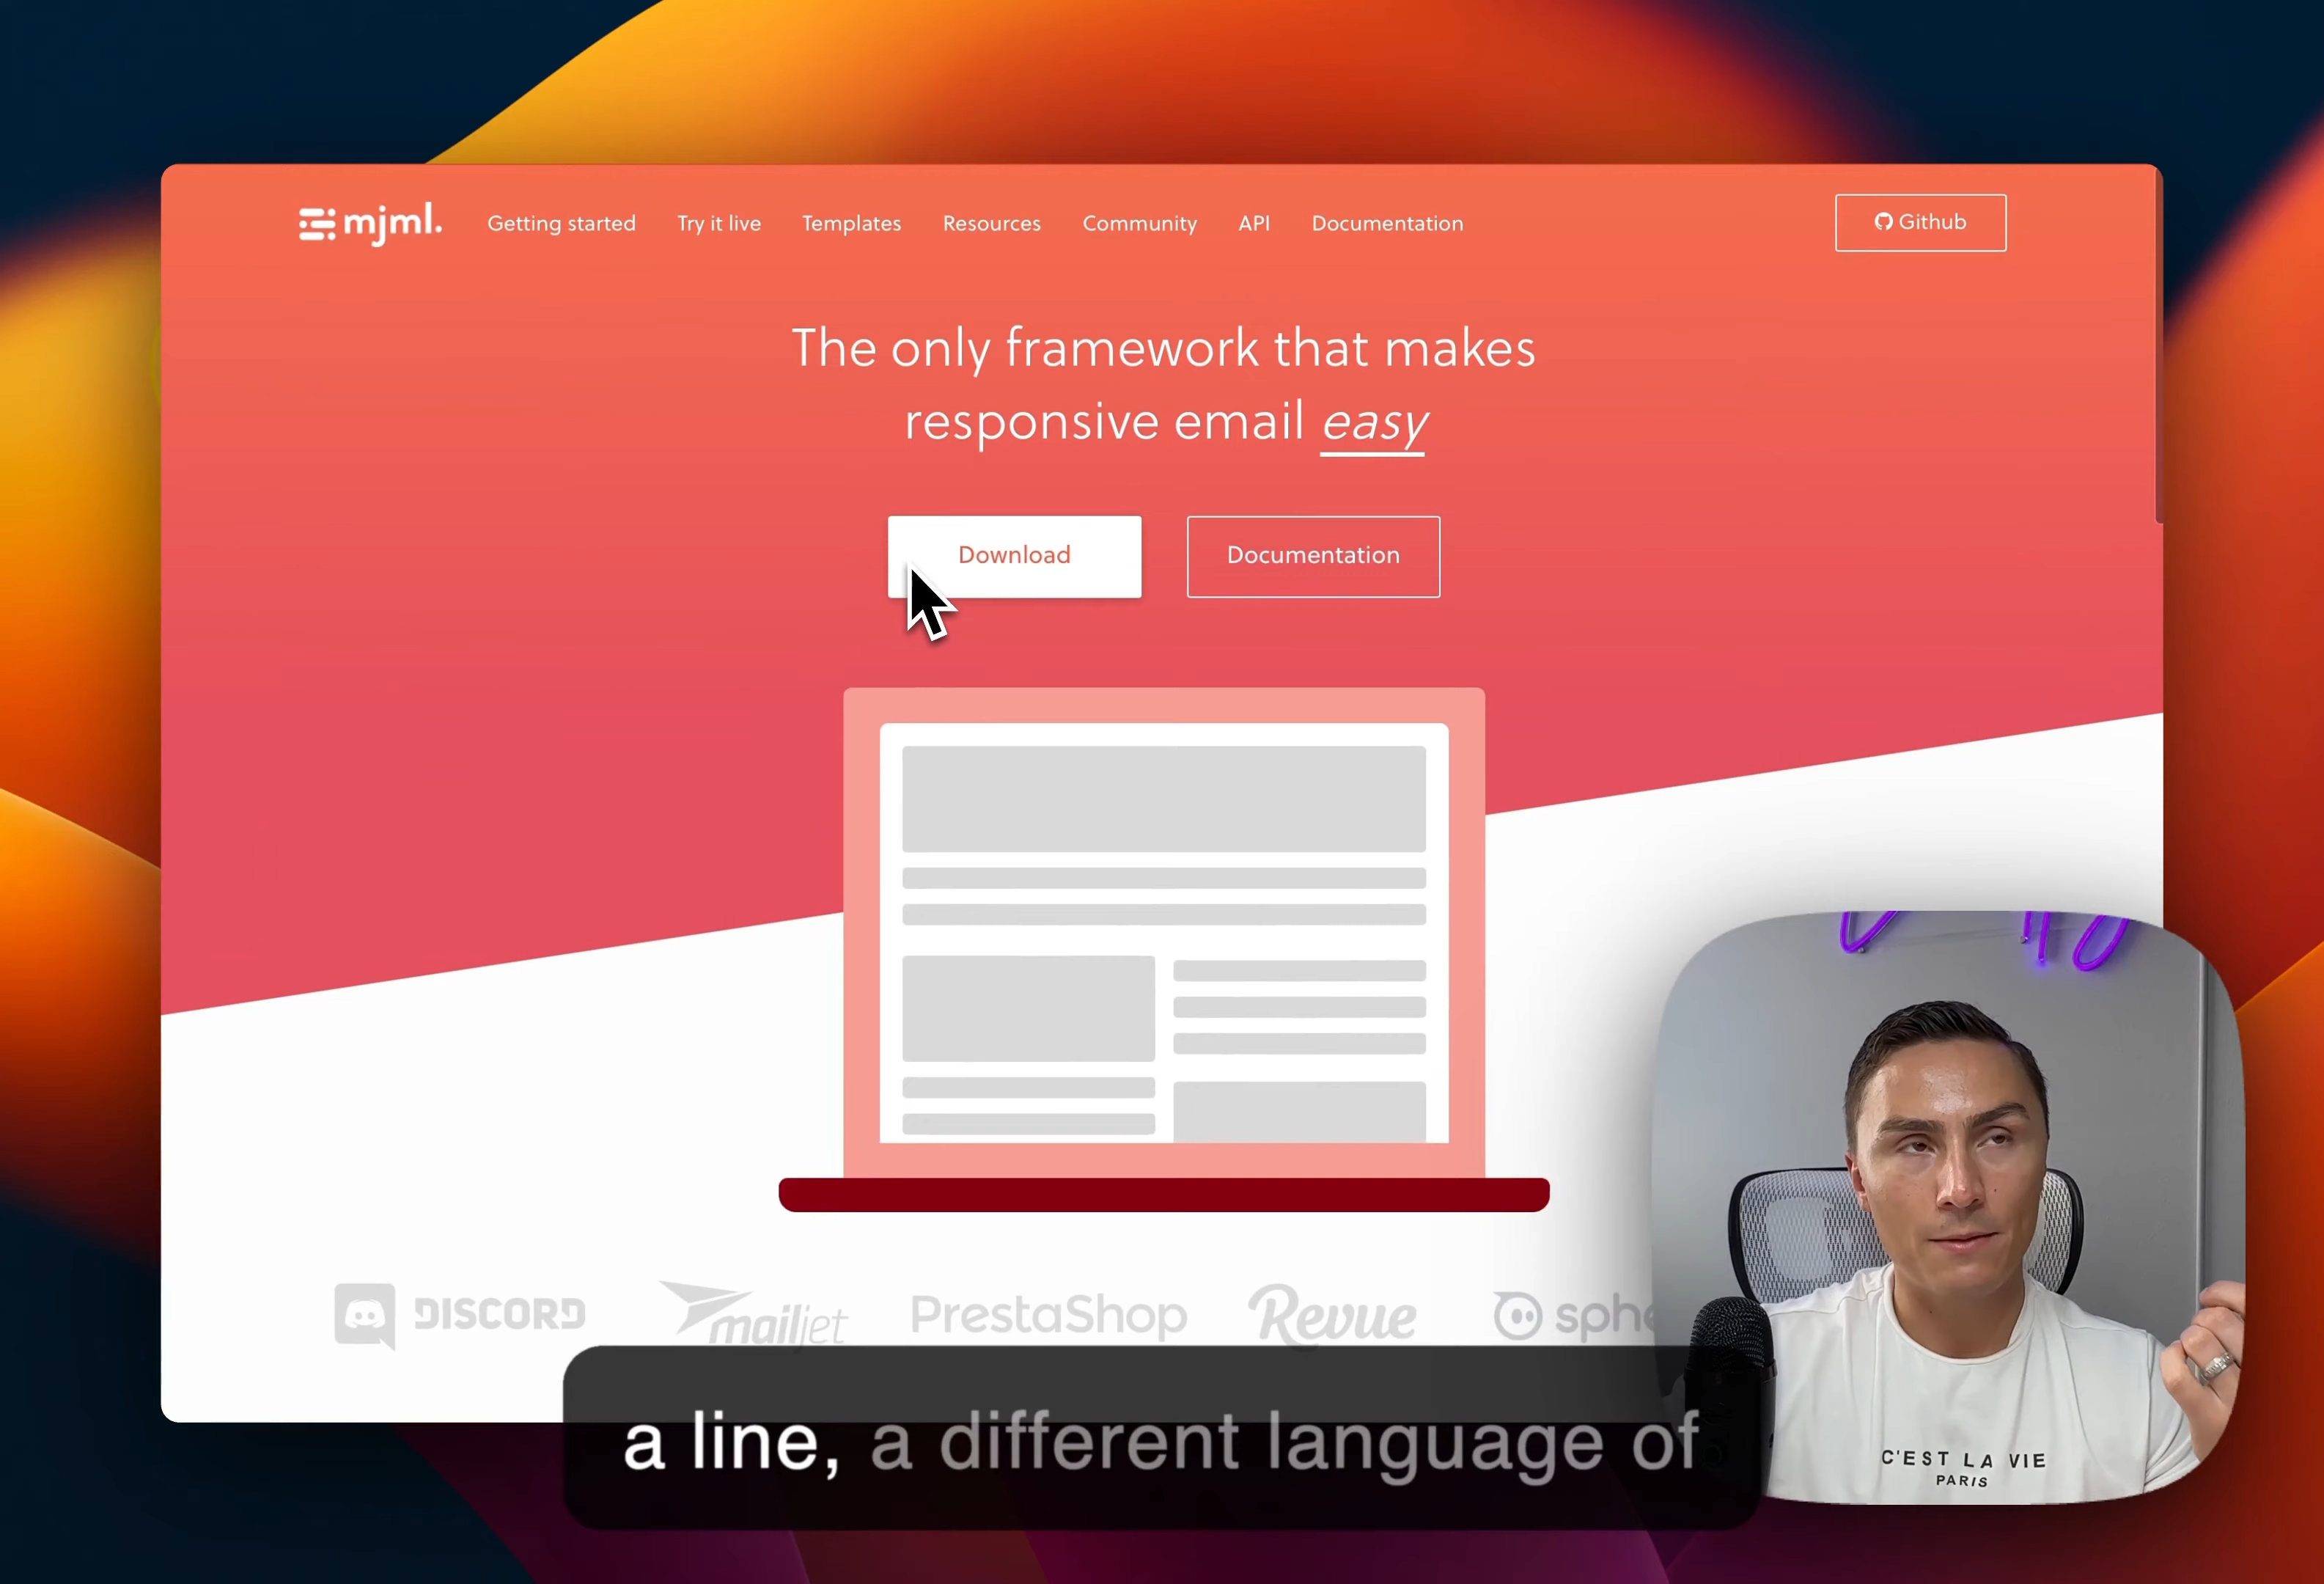 mjml. Getting started Try it live Templates Resources Community API Documentation Github
The only framework that makes
responsive email easy
Download Documentation
DISCORD mailjet PrestaShop Revue sphe
a line, a different language of
C'EST LA VIE
PARIS